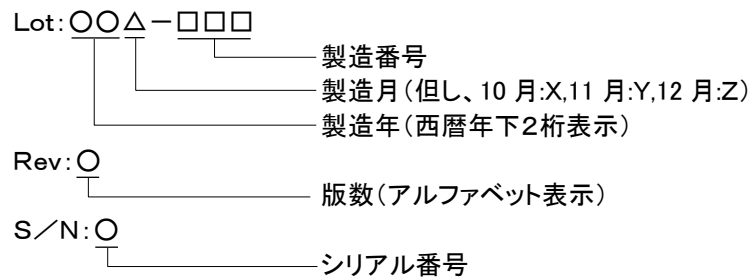 Lot:○○△－□□□
製造番号
製造月(但し、10 月:X,11 月:Y,12 月:Z)
製造年(西暦年下2桁表示)
Rev:○
版数(アルファベット表示)
S／N:○
シリアル番号